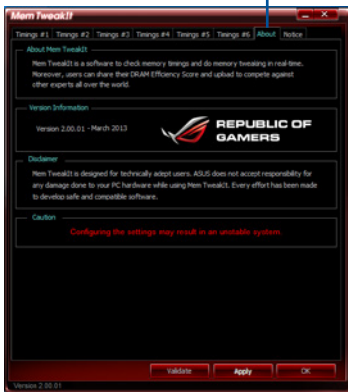 Mem TweakIt
Timings #1 Timings #2 Timings #3 Timings #4 Timings #5 Timings #6 About Notice
About Mem TweakIt
Mem TweakIt is a software to check memory timings and do memory tweaking in real-time.
Moreover, users can share their DRAM Efficiency Score and upload to compete against
other experts all over the world.
Version Information
Version 2.00.01 - March 2013
REPUBLIC OF
GAMERS
Disclaimer
Mem TweakIt is designed for technically adept users. ASUS does not accept responsibility for
any damage done to your PC hardware while using Mem TweakIt. Every effort has been made
to develop safe and compatible software.
Caution
Configuring the settings may result in an unstable system
Validate Apply OK
Version 2.00.01